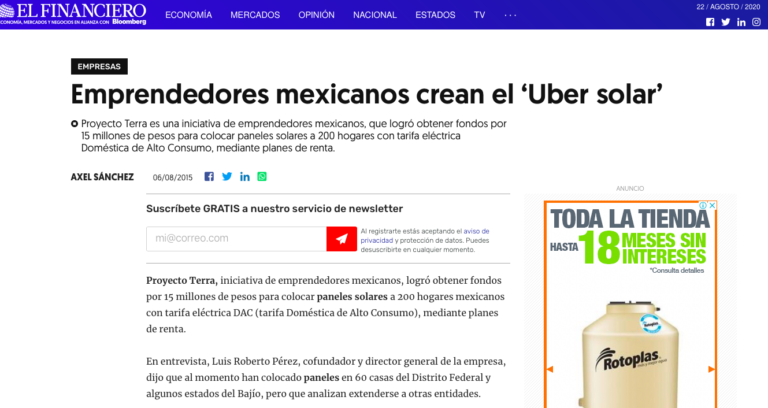 EL FINANCIERO
ECONOMÍA, MERCADOS Y NEGOCIOS EN ALIANZA CON Bloomberg
ECONOMÍA MERCADOS OPINIÓN NACIONAL ESTADOS TV ···
22 / AGOSTO / 2020
EMPRESAS
Emprendedores mexicanos crean el ‘Uber solar’
Proyecto Terra es una iniciativa de emprendedores mexicanos, que logró obtener fondos por
15 millones de pesos para colocar paneles solares a 200 hogares con tarifa eléctrica
Doméstica de Alto Consumo, mediante planes de renta.
AXEL SÁNCHEZ 06/08/2015
Suscríbete GRATIS a nuestro servicio de newsletter
mi@correo.com
Al registrarte estás aceptando el aviso de
privacidad y protección de datos. Puedes
desuscribirte en cualquier momento.
Proyecto Terra, iniciativa de emprendedores mexicanos, logró obtener fondos
por 15 millones de pesos para colocar paneles solares a 200 hogares mexicanos
con tarifa eléctrica DAC (tarifa Doméstica de Alto Consumo), mediante planes
de renta.
En entrevista, Luis Roberto Pérez, cofundador y director general de la empresa,
dijo que al momento han colocado paneles en 60 casas del Distrito Federal y
algunos estados del Bajío, pero que analizan extenderse a otras entidades.
ANUNCIO
TODA LA TIENDA
HASTA 18 MESES SIN
INTERESES
*Consulta detalles
Rotoplas
Rotoplas